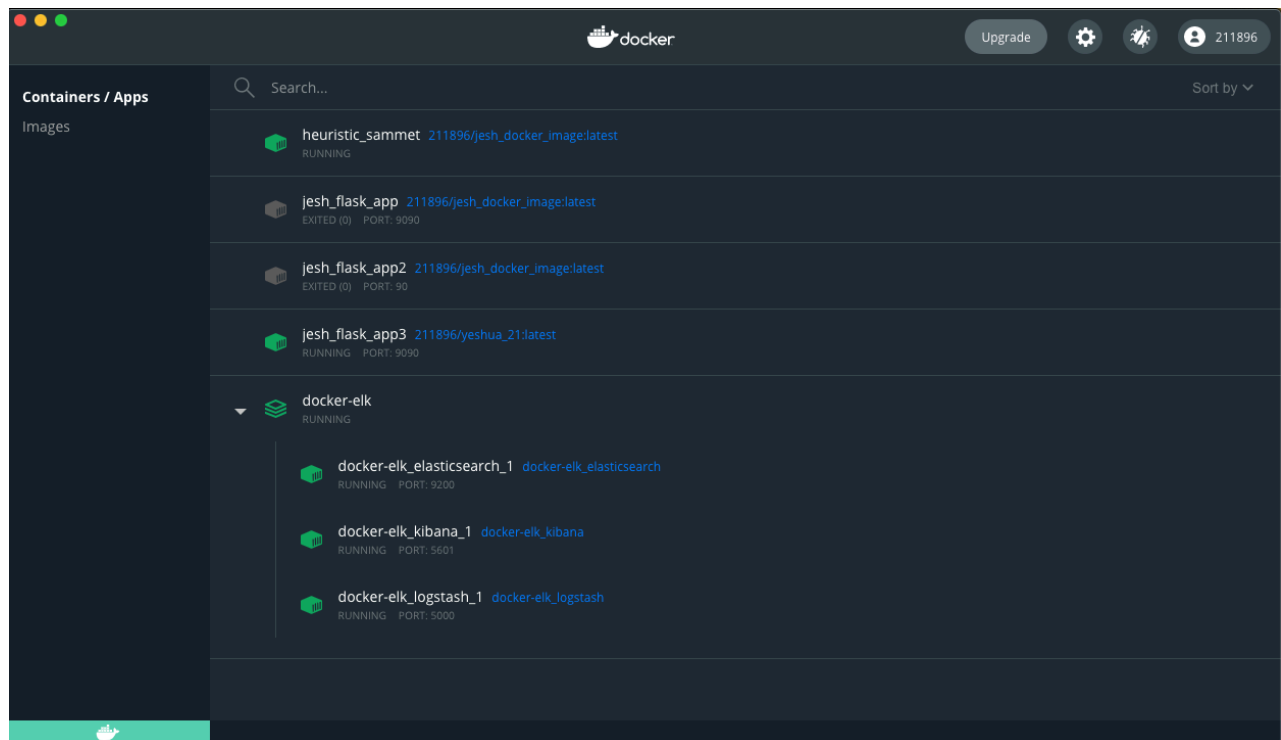 docker
Upgrade
211896
Containers / Apps
Images
Search...
Sort by
heuristic_sammet 211896/jesh_docker_image:latest
RUNNING
jesh_flask_app 211896/jesh_docker_image:latest
EXITED (0) PORT: 9090
jesh_flask_app2 211896/jesh_docker_image:latest
EXITED (0) PORT: 90
jesh_flask_app3 211896/yeshua_21:latest
RUNNING PORT: 9090
docker-elk
RUNNING
docker-elk_elasticsearch_1 docker-elk_elasticsearch
RUNNING PORT: 9200
docker-elk_kibana_1 docker-elk_kibana
RUNNING PORT: 5601
docker-elk_logstash_1 docker-elk_logstash
RUNNING PORT: 5000